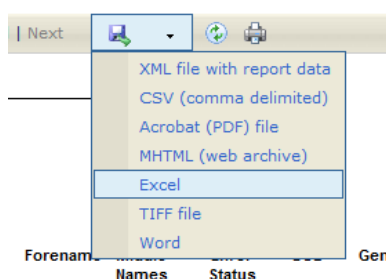 | Next
XML file with report data
CSV (comma delimited)
Acrobat (PDF) file
MHTML (web archive)
Excel
TIFF file
Word
Forename Middle
Names Status